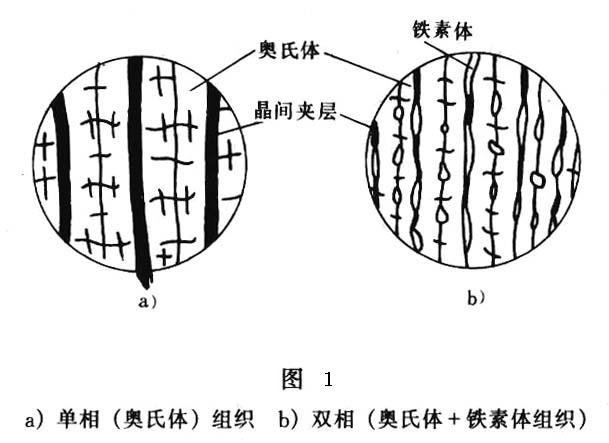 铁素体
奥氏体
晶间夹层
a)
b)
图 1
a) 单相 (奥氏体) 组织 b) 双相 (奥氏体+铁素体组织)